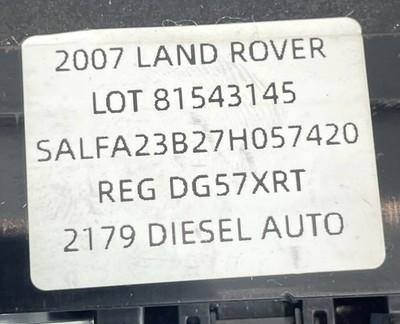 2007 LAND ROVER
LOT 81543145
SALFA23B27H057420
REG DG57XRT
2179 DIESEL AUTO